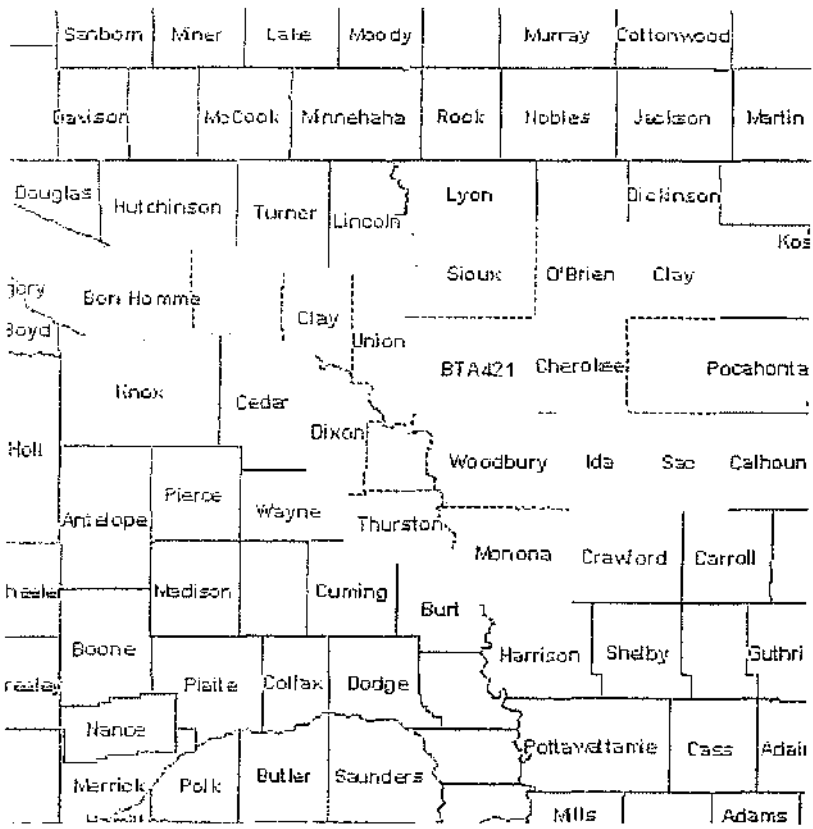 Sanborn Miner Lake Moody Murray Cottonwood
Davison McCook Minnehaha Rock Nobles Jackson Martin
Douglas Hutchinson Turner Lincoln Lyon Dickinson
Kos
Sioux O'Brien Clay
gory Bon Homme
Clay
Boyd Union
BTA421 Cherokee Pocahonta
Knox Cedar
Dixon
Holt Woodbury Ida Sac Calhoun
Pierce
Antelope Wayne Thurston
Monona Crawford Carroll
heele Madison Cuming
Burt
Boone Harrison Shelby Guthri
Platte Colfax Dodge
Nance
Pottawattamie Cass Adair
Merrick Polk Butler Saunders
Mills Adams